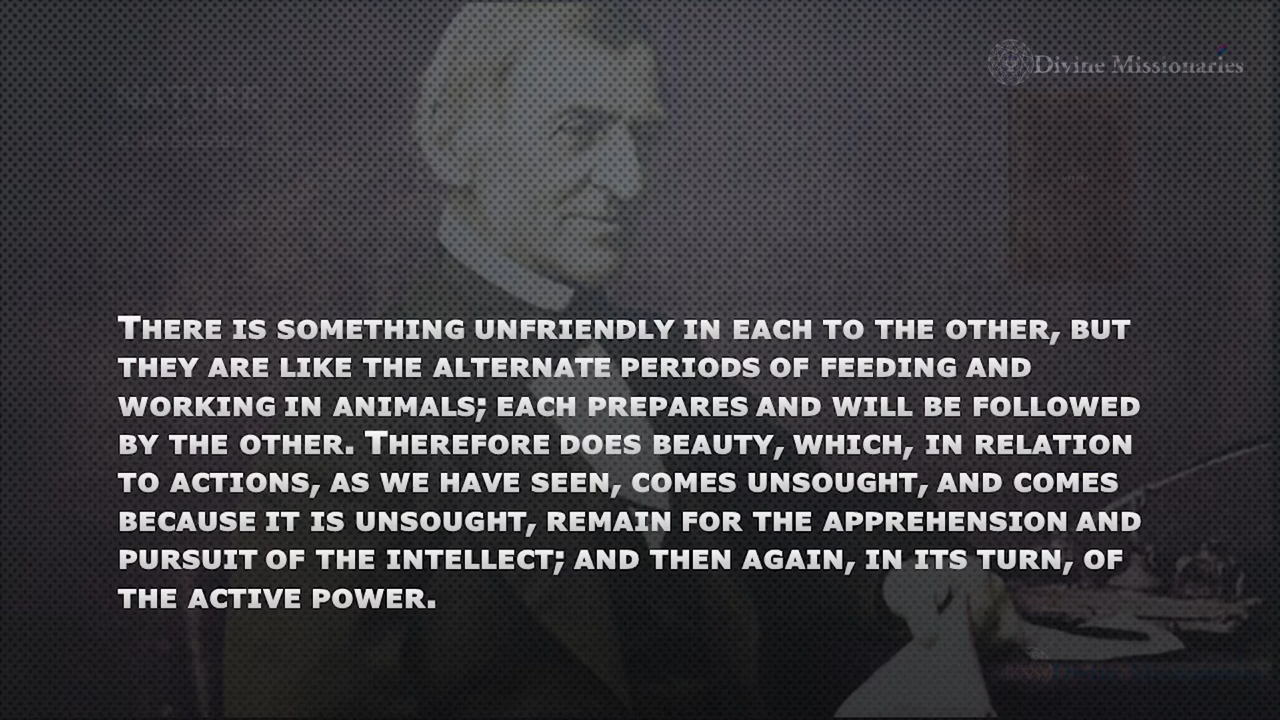 Divine Missionaries
NATURE
There is something unfriendly in each to the other, but
they are like the alternate periods of feeding and
working in animals; each prepares and will be followed
by the other. Therefore does beauty, which, in relation
to actions, as we have seen, comes unsought, and comes
because it is unsought, remain for the apprehension and
pursuit of the intellect; and then again, in its turn, of
the active power.